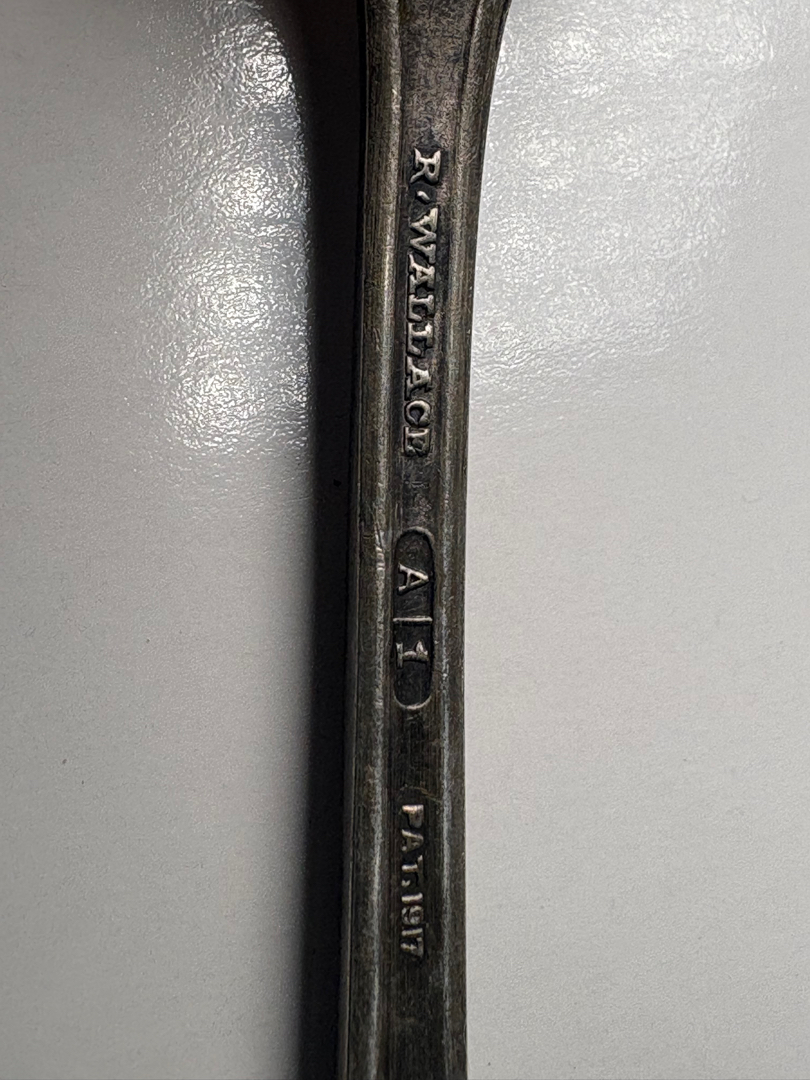 R. WALLACE
A | 1
PAT. 1917